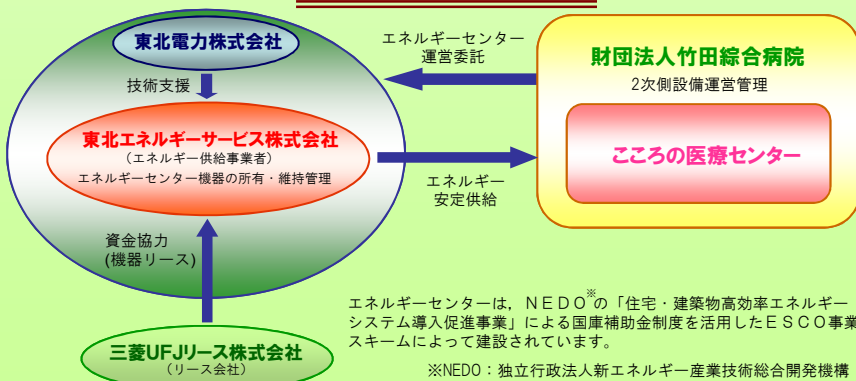 東北電力株式会社
技術支援
東北エネルギーサービス株式会社
（エネルギー供給事業者）
エネルギーセンター機器の所有・維持管理
資金協力
(機器リース)
三菱UFJリース株式会社
（リース会社）
エネルギーセンター
運営委託
エネルギー
安定供給
財団法人竹田綜合病院
2次側設備運営管理
こころの医療センター
エネルギーセンターは，ＮＥＤＯ※の「住宅・建築物高効率エネルギー
システム導入促進事業」による国庫補助金制度を活用したＥＳＣＯ事業
スキームによって建設されています。
※NEDO：独立行政法人新エネルギー産業技術総合開発機構